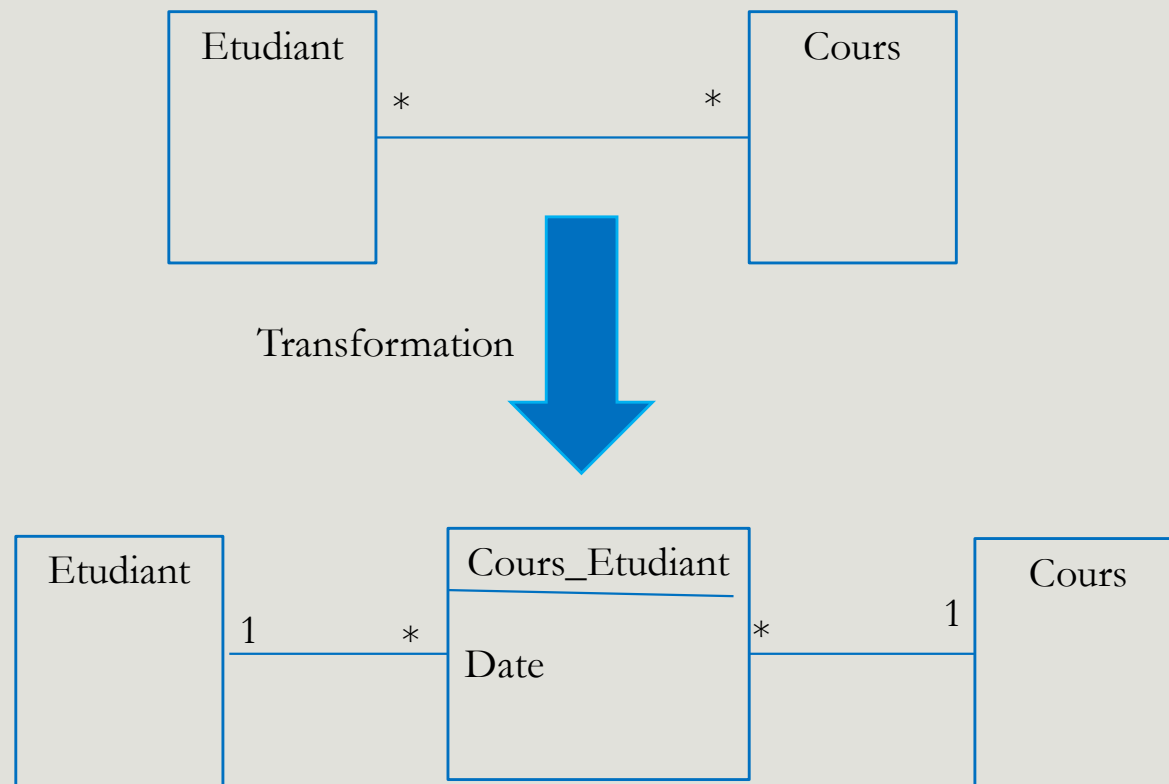 Etudiant
Cours
*
*
Transformation
Etudiant
Cours_Etudiant
Cours
1
*
*
1
Date